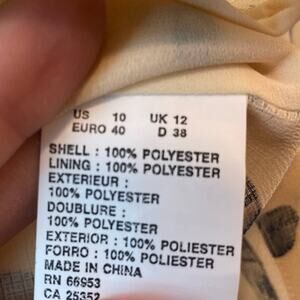 US 10 UK 12
EURO 40 D 38
SHELL : 100% POLYESTER
LINING : 100% POLYESTER
EXTERIEUR :
100% POLYESTER
DOUBLURE :
100% POLYESTER
EXTERIOR : 100% POLIESTER
FORRO : 100% POLIESTER
MADE IN CHINA
RN 66953
CA 25352